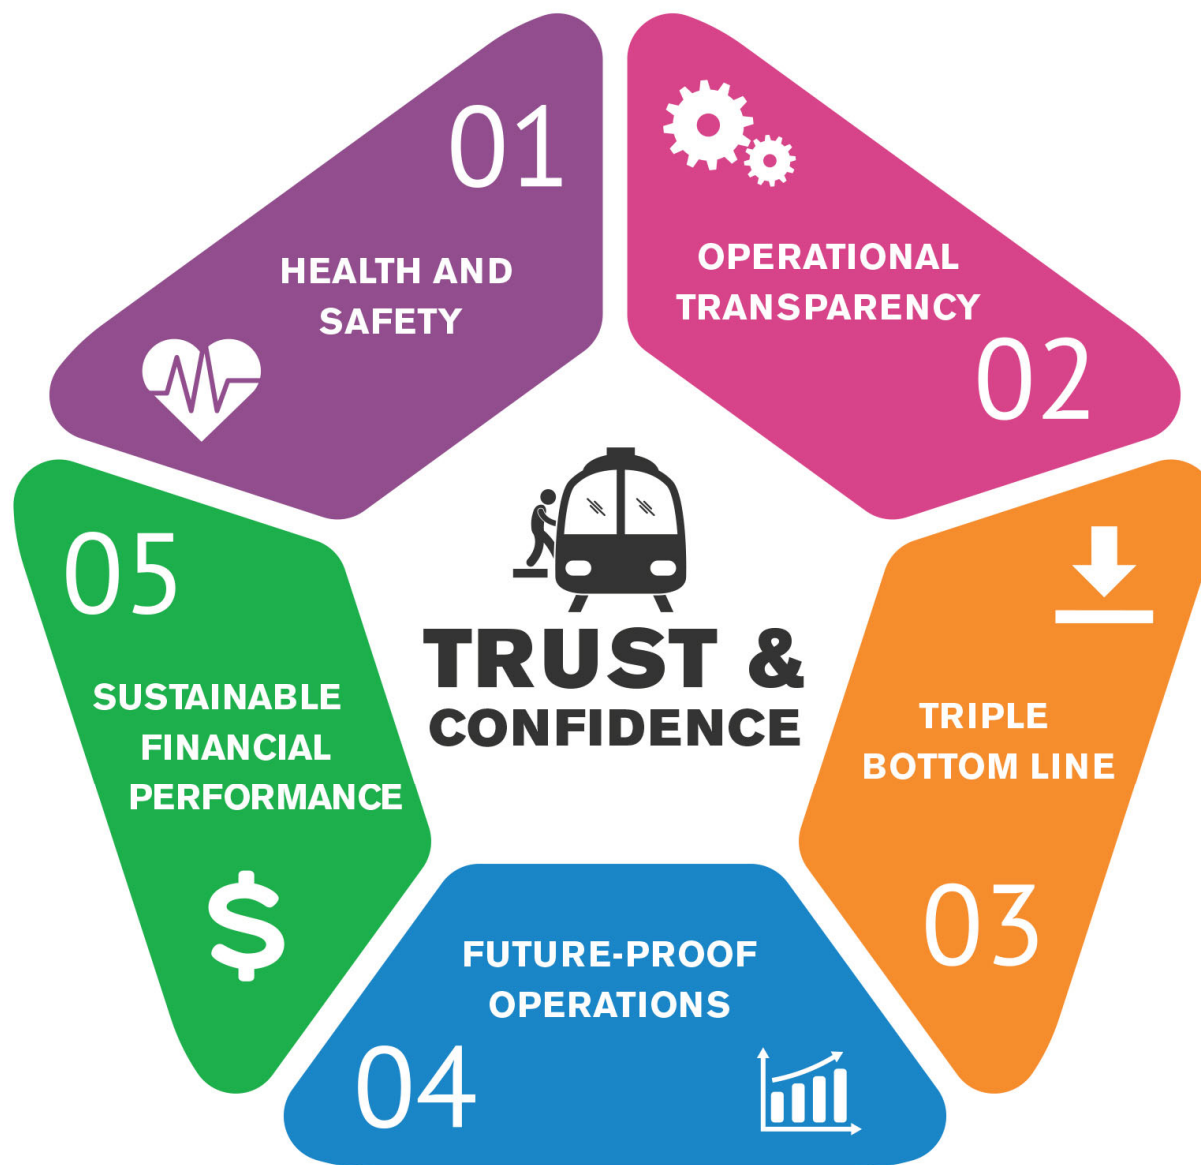 01
HEALTH AND
SAFETY
OPERATIONAL
TRANSPARENCY
02
TRIPLE
BOTTOM LINE
03
FUTURE-PROOF
OPERATIONS
04
05
SUSTAINABLE
FINANCIAL
PERFORMANCE
$
TRUST &
CONFIDENCE